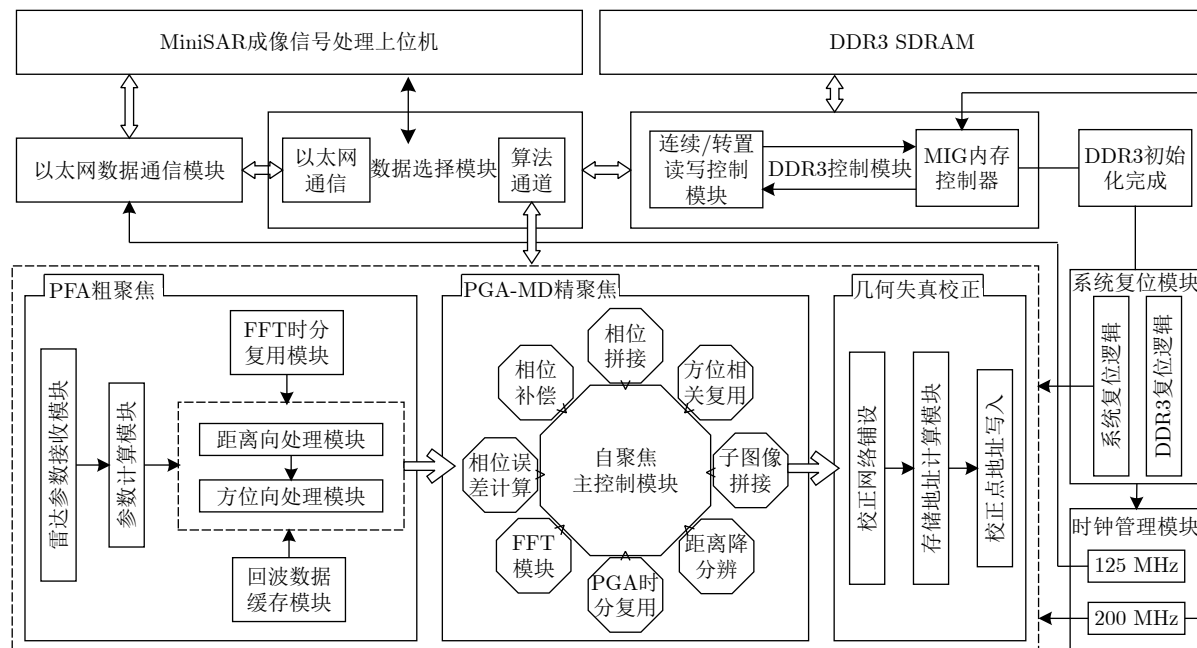 MiniSAR成像信号处理上位机
DDR3 SDRAM
以太网数据通信模块
以太网
通信
数据选择模块
算法
通道
连续/转置
读写控制
模块
DDR3控制模块
MIG内存
控制器
DDR3初始
化完成
PFA粗聚焦
雷达参数接收模块
参数计算模块
FFT时分
复用模块
距离向处理模块
方位向处理模块
回波数据
缓存模块
PGA-MD精聚焦
相位
拼接
相位
补偿
方位相
关复用
相位误
差计算
自聚焦
主控制模块
子图像
拼接
FFT
模块
PGA时
分复用
距离降
分辨
几何失真校正
校正网络铺设
存储地址计算模块
校正点地址写入
系统复位模块
系统复位逻辑
DDR3复位逻辑
时钟管理模块
125 MHz
200 MHz